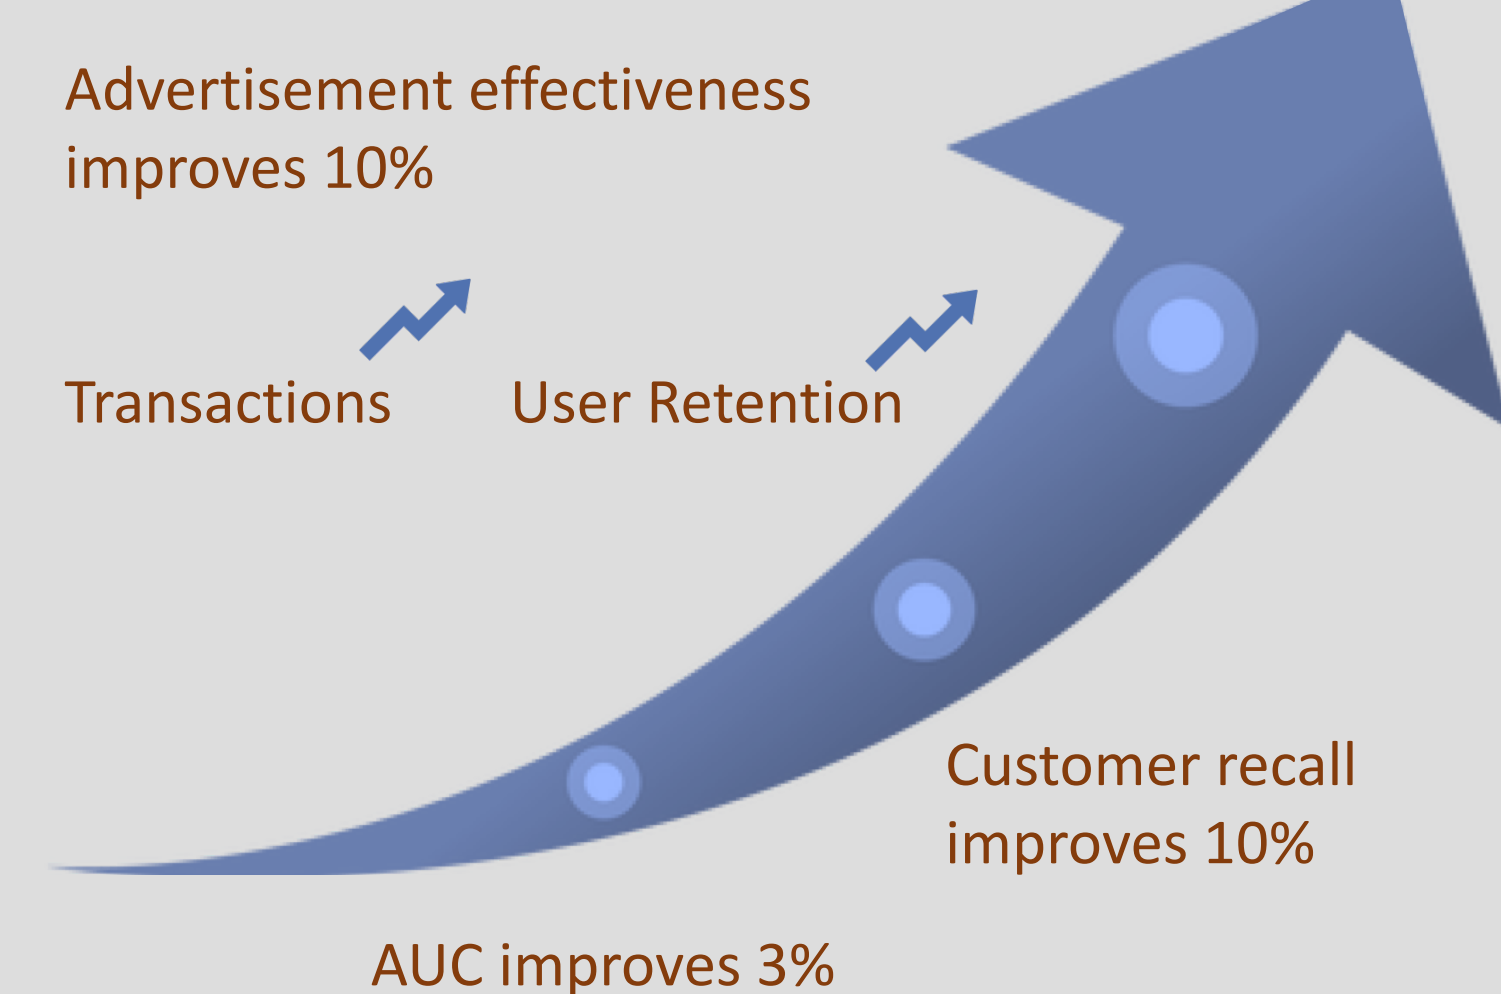 Advertisement effectiveness
improves 10%
Transactions
User Retention
Customer recall
improves 10%
AUC improves 3%